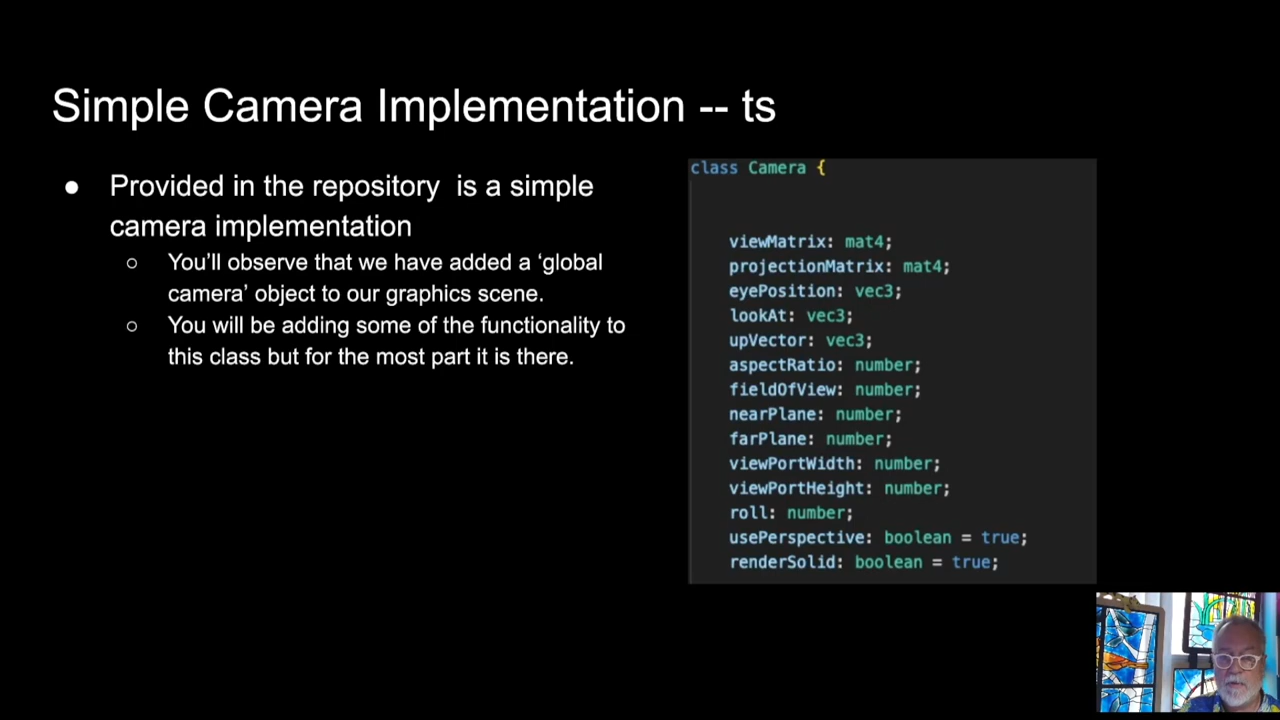 Simple Camera Implementation -- ts
● Provided in the repository  is a simple
camera implementation
○ You’ll observe that we have added a ‘global
camera’ object to our graphics scene.
○ You will be adding some of the functionality to
this class but for the most part it is there.
class Camera {
viewMatrix: mat4;
projectionMatrix: mat4;
eyePosition: vec3;
lookAt: vec3;
upVector: vec3;
aspectRatio: number;
fieldOfView: number;
nearPlane: number;
farPlane: number;
viewPortWidth: number;
viewPortHeight: number;
roll: number;
usePerspective: boolean = true;
renderSolid: boolean = true;